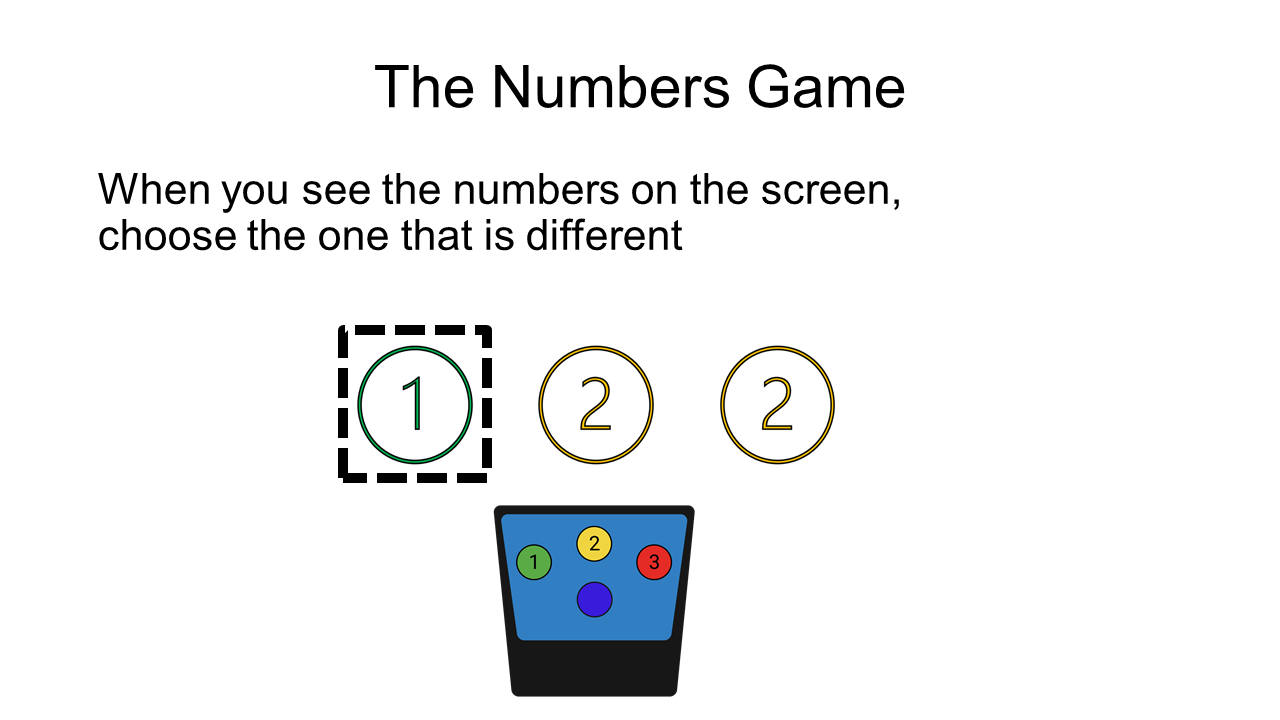 The Numbers Game
When you see the numbers on the screen,
choose the one that is different
1 2 2
2
1 3